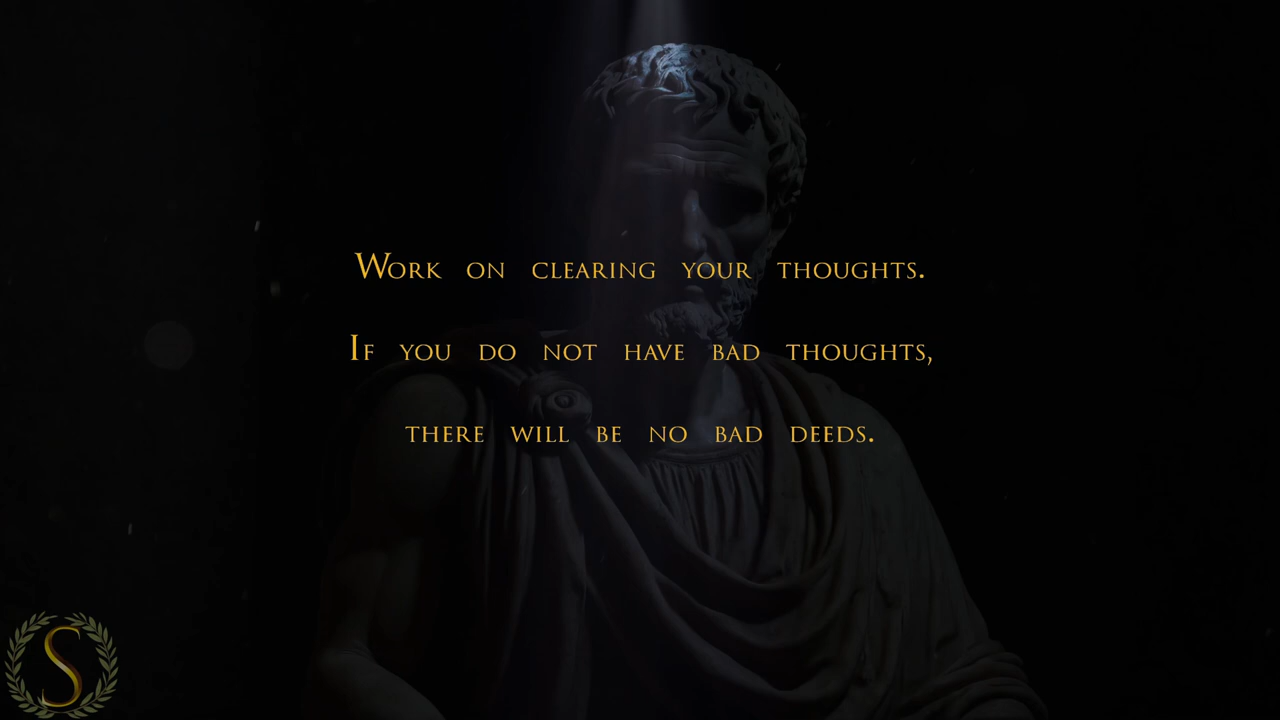 Work on clearing your thoughts.
If you do not have bad thoughts,
there will be no bad deeds.
S